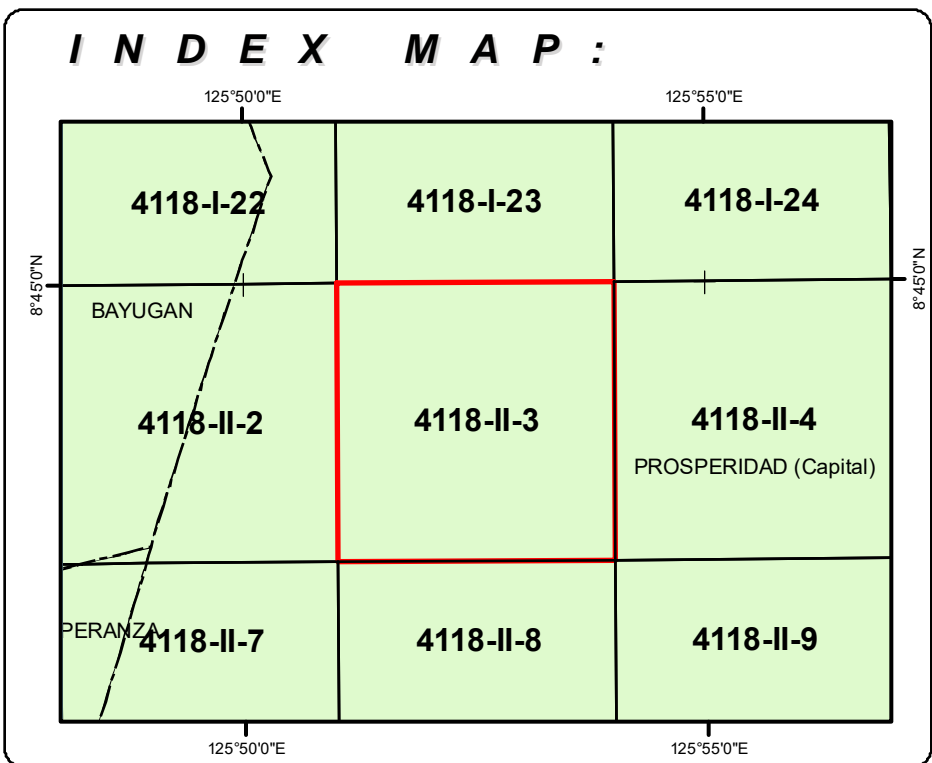 INDEX MAP:
125°50'0"E 125°55'0"E
4118-I-22 4118-I-23 4118-I-24
8°45'0"N 8°45'0"N
BAYUGAN
4118-II-2 4118-II-3 4118-II-4
PROSPERIDAD (Capital)
PERANZA
4118-II-7 4118-II-8 4118-II-9
125°50'0"E 125°55'0"E